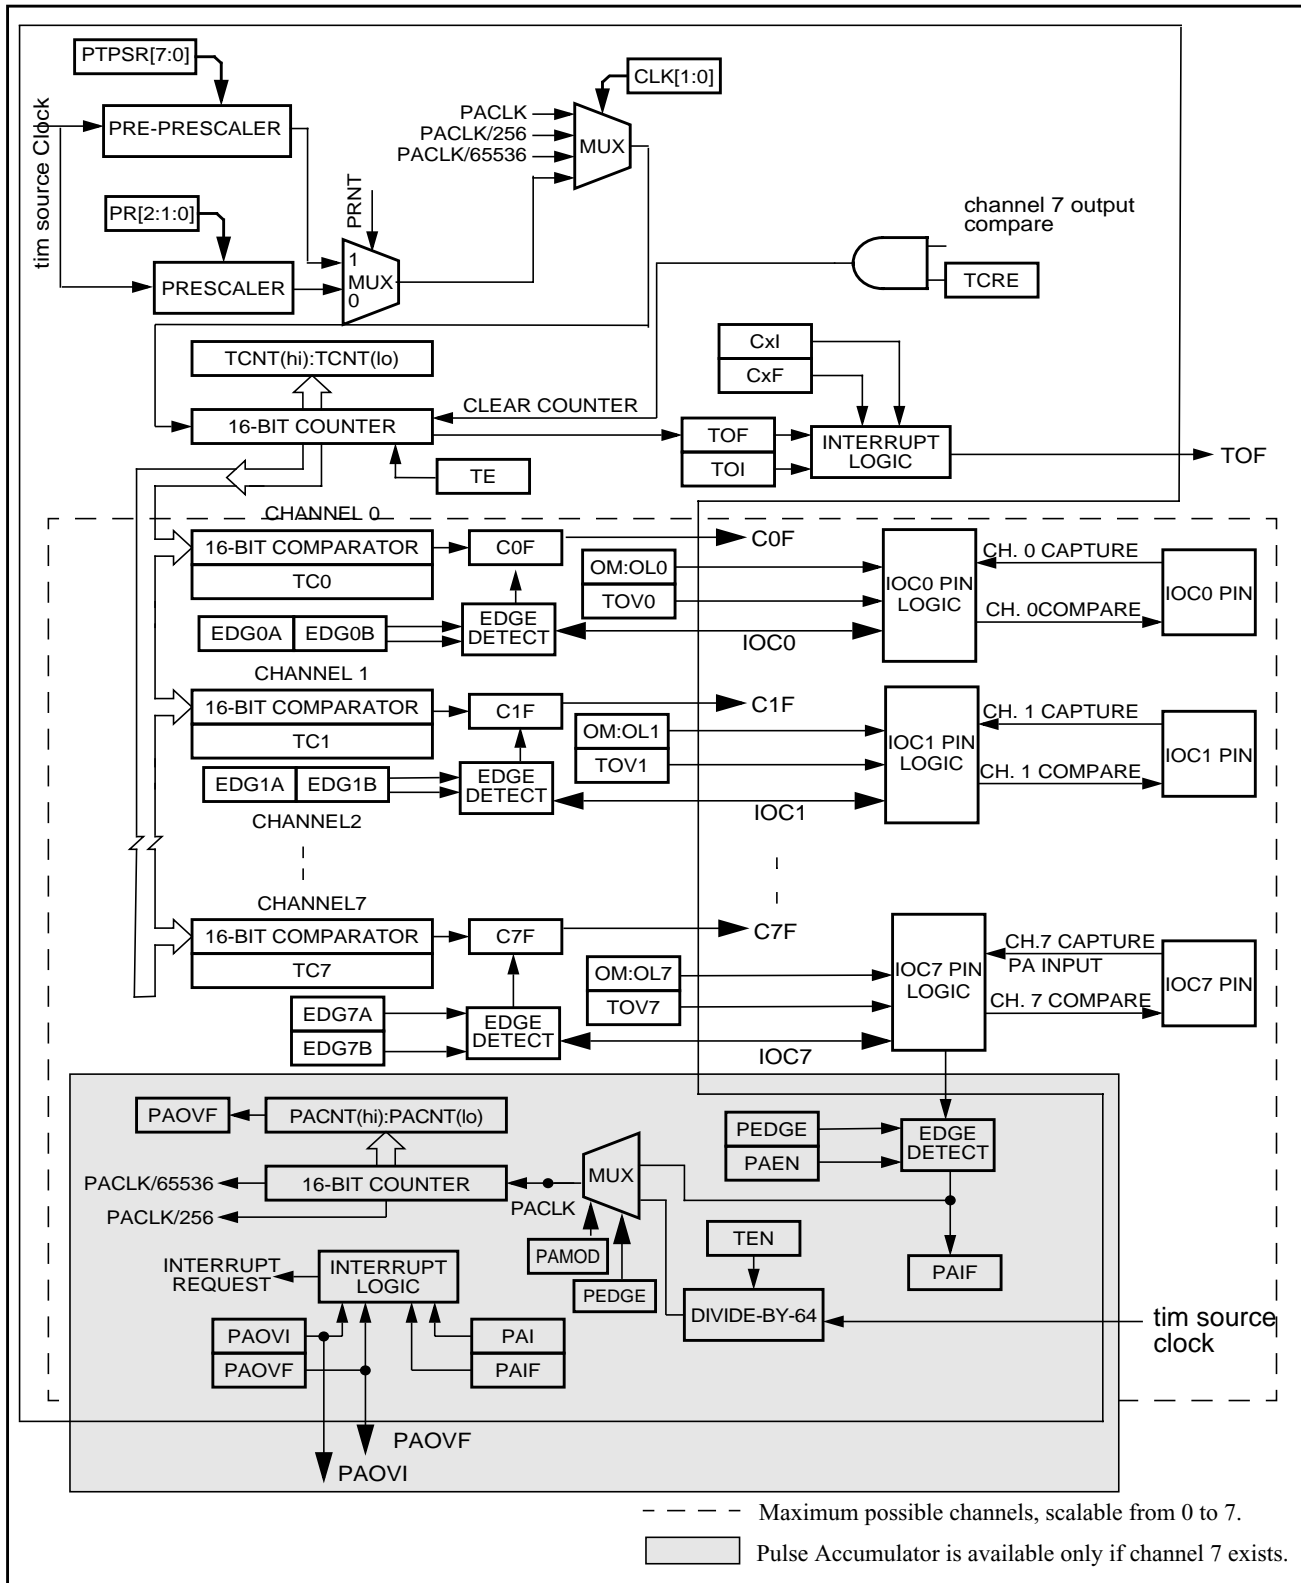 PTPSR[7:0]
CLK[1:0]
tim source Clock
PRE-PRESCALER
PACLK
PACLK/256
PACLK/65536
MUX
PR[2:1:0]
PRNT
channel 7 output
compare
PRESCALER
1
MUX
0
TCRE
TCNT(hi):TCNT(lo)
CxI
CxF
CLEAR COUNTER
16-BIT COUNTER
TOF
TOI
INTERRUPT
LOGIC
TOF
TE
CHANNEL 0
16-BIT COMPARATOR
TC0
C0F
C0F
OM:OL0
TOV0
IOC0 PIN
LOGIC
CH. 0 CAPTURE
CH. 0COMPARE
IOC0 PIN
EDG0A
EDG0B
EDGE
DETECT
IOC0
CHANNEL 1
16-BIT COMPARATOR
TC1
C1F
C1F
OM:OL1
TOV1
IOC1 PIN
LOGIC
CH. 1 CAPTURE
CH. 1 COMPARE
IOC1 PIN
EDG1A
EDG1B
EDGE
DETECT
IOC1
CHANNEL2
CHANNEL7
16-BIT COMPARATOR
TC7
C7F
C7F
OM:OL7
TOV7
IOC7 PIN
LOGIC
CH.7 CAPTURE
PA INPUT
CH. 7 COMPARE
IOC7 PIN
EDG7A
EDG7B
EDGE
DETECT
IOC7
PAOVF
PACNT(hi):PACNT(lo)
PEDGE
PAEN
EDGE
DETECT
PACLK/65536
PACLK/256
16-BIT COUNTER
PACLK
MUX
PAMOD
PEDGE
TEN
PAIF
INTERRUPT
REQUEST
INTERRUPT
LOGIC
DIVIDE-BY-64
tim source
clock
PAOVI
PAOVF
PAI
PAIF
PAOVF
PAOVI
Maximum possible channels, scalable from 0 to 7.
Pulse Accumulator is available only if channel 7 exists.